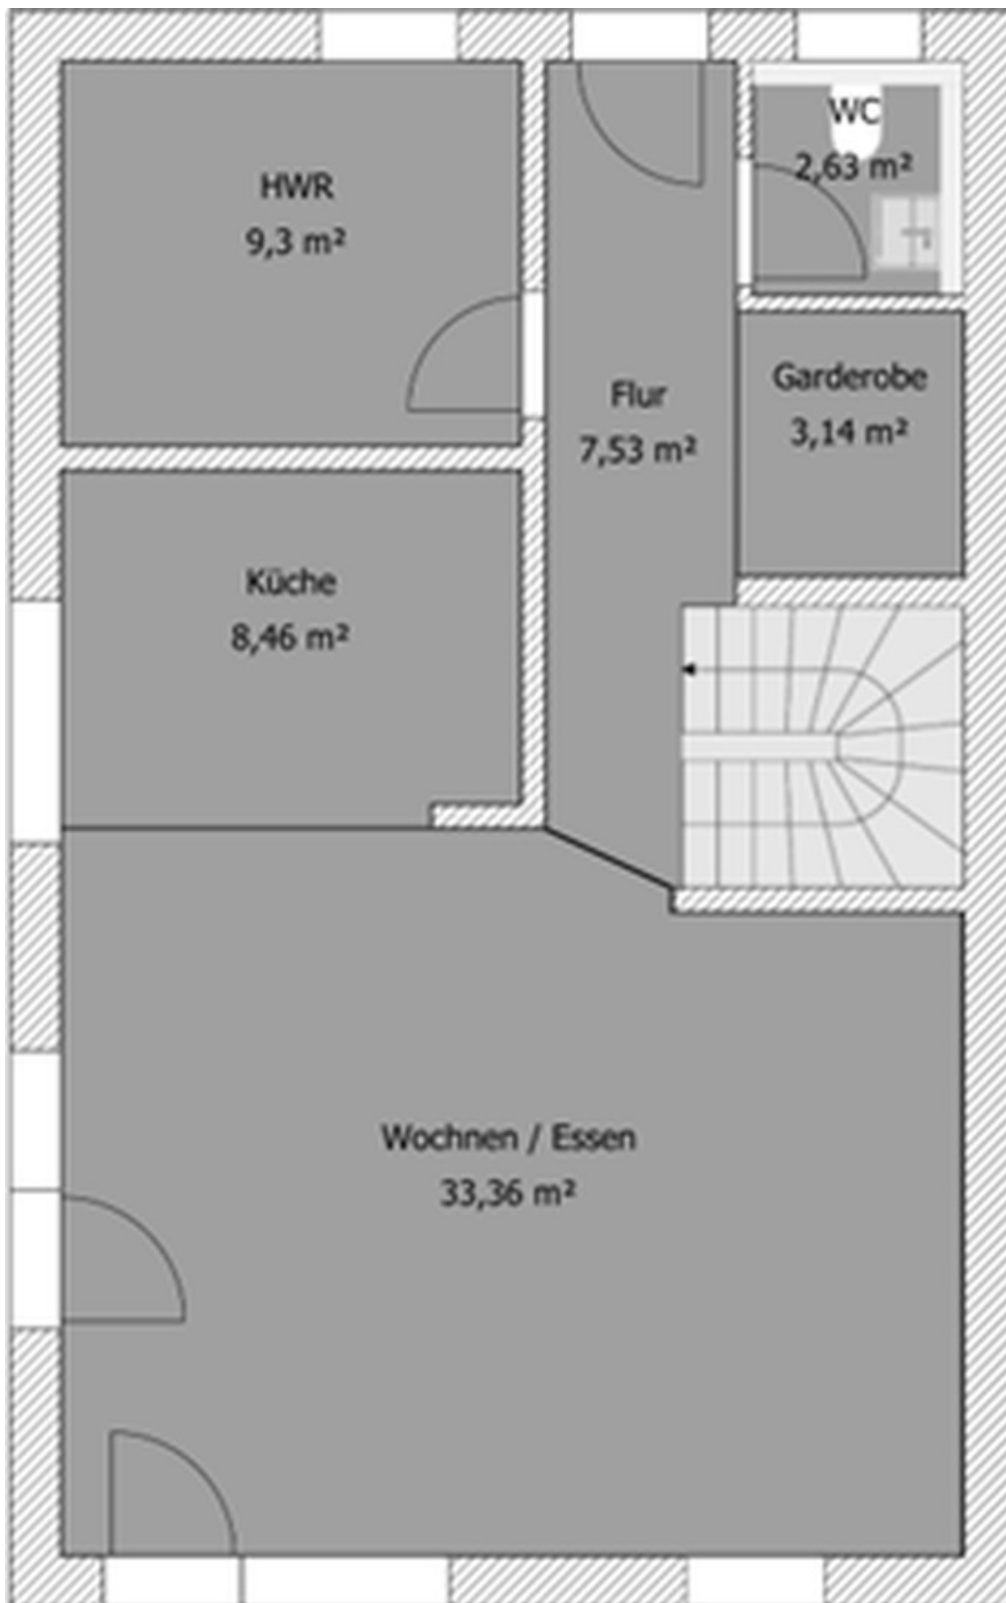 WC
2,63 m²
HWR
9,3 m²
Flur
7,53 m²
Garderobe
3,14 m²
Küche
8,46 m²
Wochnen / Essen
33,36 m²